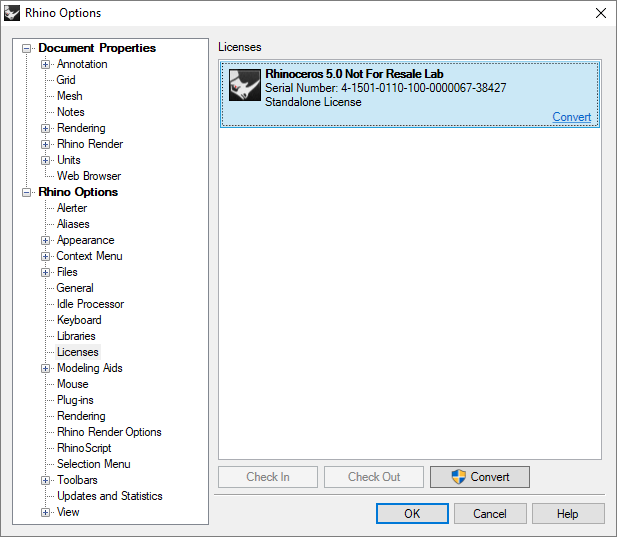 Rhino Options
Document Properties
Annotation
Grid
Mesh
Notes
Rendering
Rhino Render
Units
Web Browser
Rhino Options
Alerter
Aliases
Appearance
Context Menu
Files
General
Idle Processor
Keyboard
Libraries
Licenses
Modeling Aids
Mouse
Plug-ins
Rendering
Rhino Render Options
RhinoScript
Selection Menu
Toolbars
Updates and Statistics
View
Licenses
Rhinoceros 5.0 Not For Resale Lab
Serial Number: 4-1501-0110-100-0000067-38427
Standalone License
Convert
Check In
Check Out
Convert
OK
Cancel
Help